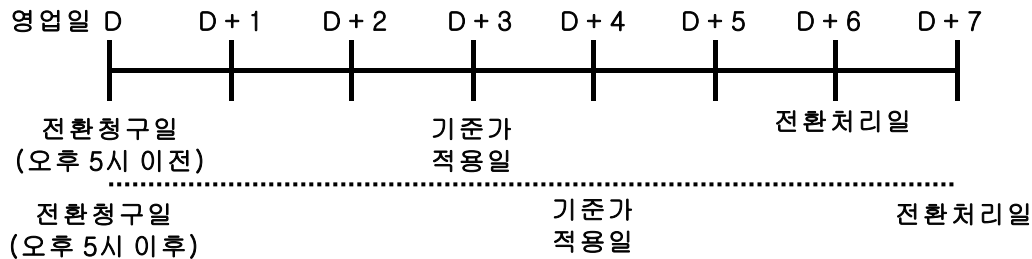 영업일 D D + 1 D + 2 D + 3 D + 4 D + 5 D + 6 D + 7
전환청구일 기준가 전환처리일
(오후 5시 이전) 적용일
전환청구일 기준가 전환처리일
(오후 5시 이후) 적용일